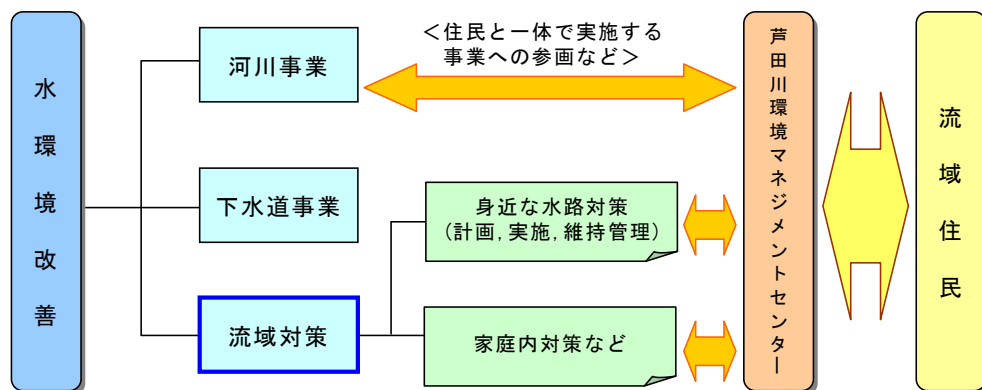 水環境改善
河川事業
<住民と一体で実施する
事業への参画など>
下水道事業
流域対策
身近な水路対策
(計画,実施,維持管理)
家庭内対策など
芦田川環境マネジメントセンター
流域住民